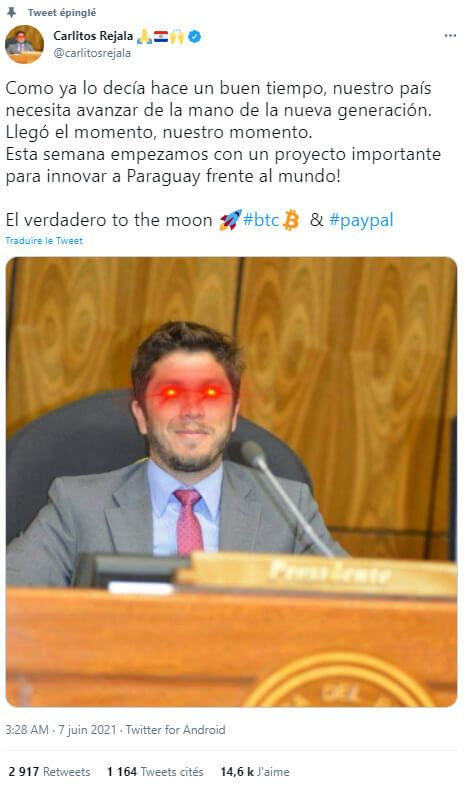 Tweet épinglé
Carlitos Rejala 🙏🇵🇾🙌
@carlitosrejala
Como ya lo decía hace un buen tiempo, nuestro país
necesita avanzar de la mano de la nueva generación.
Llegó el momento, nuestro momento.
Esta semana empezamos con un proyecto importante
para innovar a Paraguay frente al mundo!
El verdadero to the moon 🚀#btc & #paypal
Traduire le Tweet
Presidente
DEL
3:28 AM · 7 juin 2021 · Twitter for Android
2 917 Retweets 1 164 Tweets cités 14,6 k J'aime